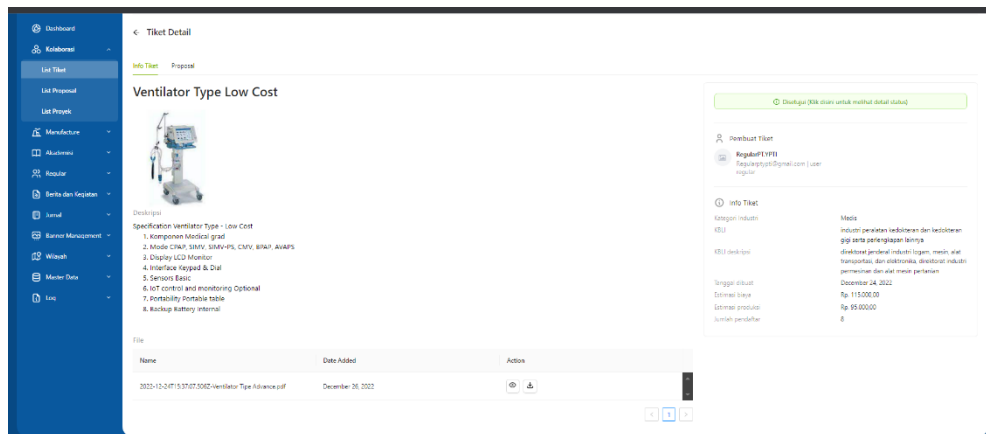 Dashboard
Kolaborasi
List Tiket
List Proposal
List Proyek
Manufacture
Akademisi
Regular
Berita dan Kegiatan
Jurnal
Banner Management
Wilayah
Master Data
Log
← Tiket Detail
Info Tiket Proposal
Ventilator Type Low Cost
Deskripsi
Specification Ventilator Type - Low Cost
1. Komponen Medical grad
2. Mode CPAP, SIMV, SIMV-PS, CMV, BPAP, AVAPS
3. Display LCD Monitor
4. Interface Keypad & Dial
5. Sensors Basic
6. IoT control and monitoring Optional
7. Portability Portable table
8. Backup Battery Internal
File
Name Date Added Action
2022-12-24T15:37:07.506Z-Ventilator Tipe Advance.pdf December 26, 2022
1
Disetujui (Klik disini untuk melihat detail status)
Pembuat Tiket
RegularPTYPTI
Regularptypti@gmail.com | user
regular
Info Tiket
Kategori Industri Medis
KBLI industri peralatan kedokteran dan kedokteran
gigi serta perlengkapan lainnya
KBLI deskripsi direktorat jenderal industri logam, mesin, alat
transportasi, dan elektronika, direktorat industri
permesinan dan alat mesin pertanian
Tanggal dibuat December 24, 2022
Estimasi biaya Rp. 115.000,00
Estimasi produksi Rp. 95.000,00
Jumlah pendaftar 8